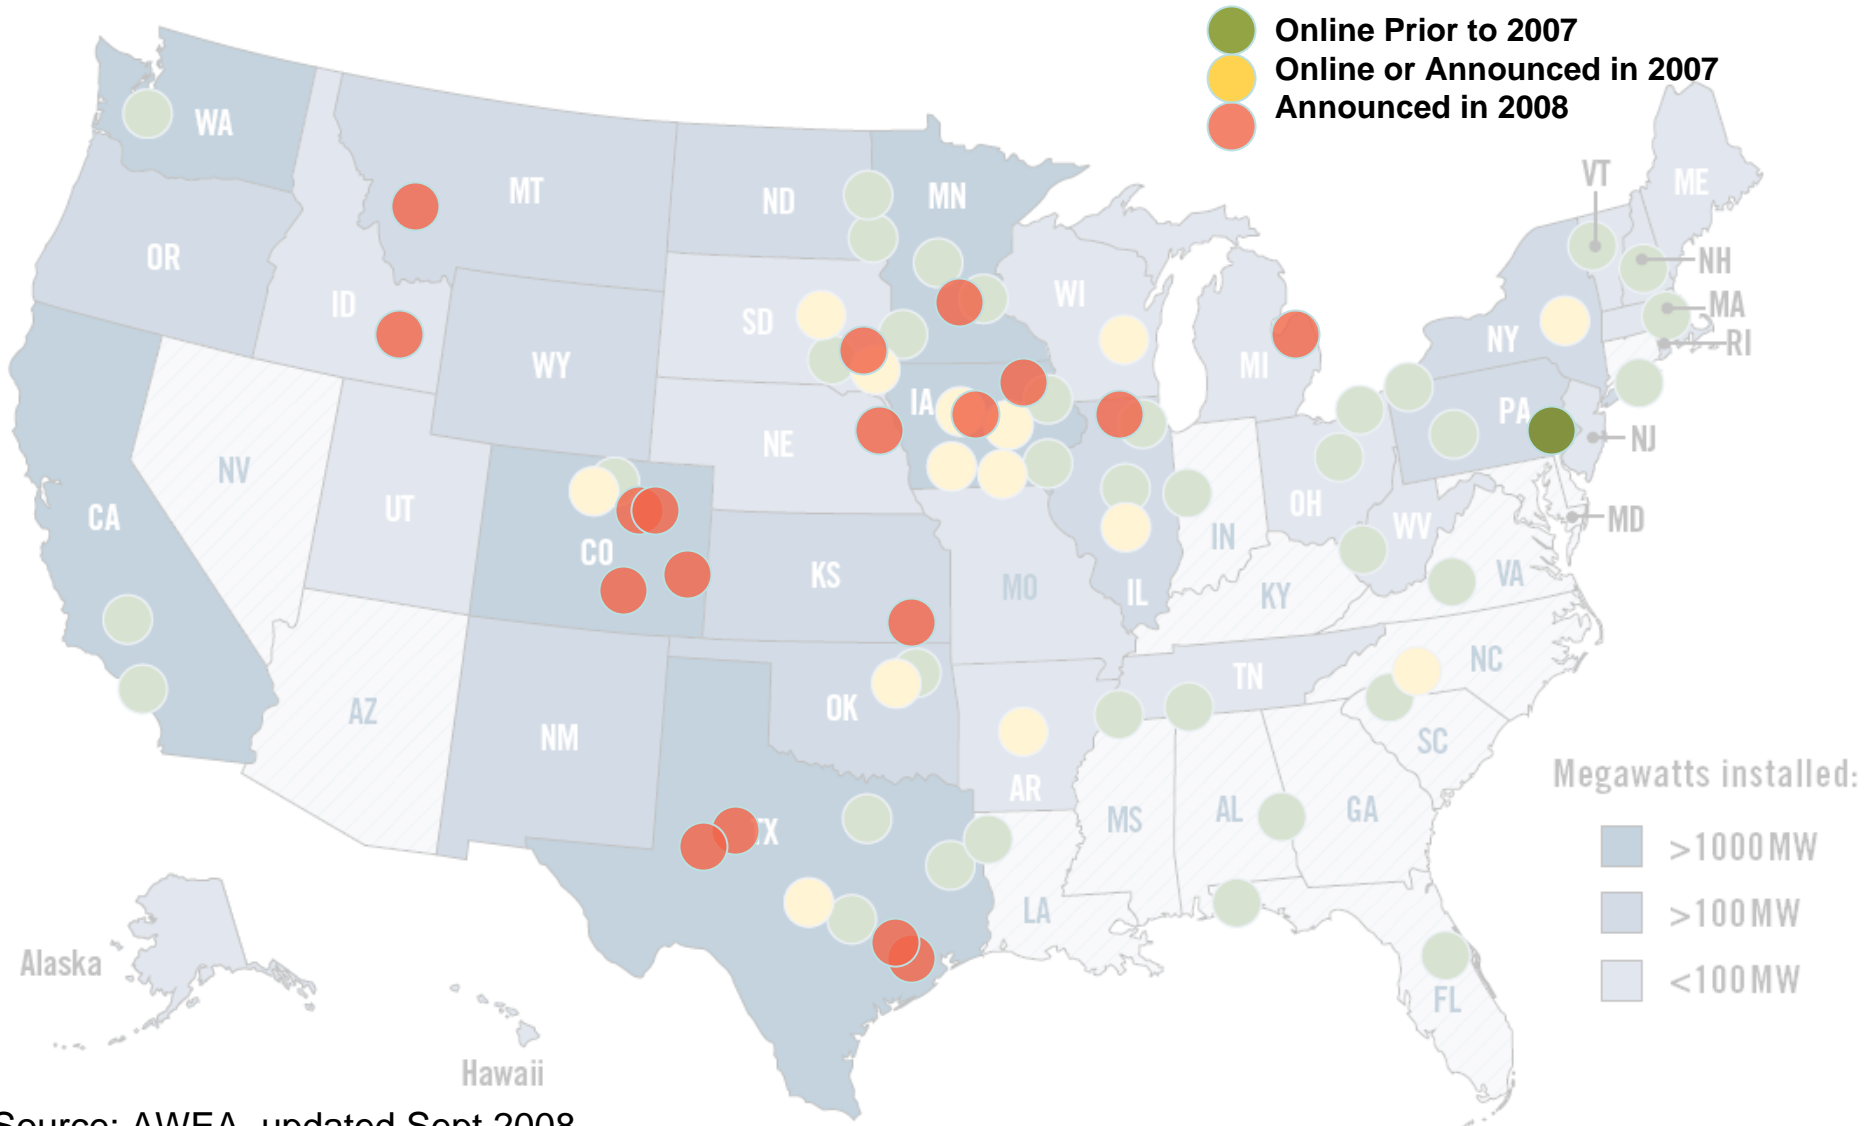 Online Prior to 2007
Online or Announced in 2007
Announced in 2008
WA
MT
ND
MN
VT
ME
OR
ID
SD
WI
NH
MA
RI
WY
MI
NY
IA
PA
NJ
NV
UT
NE
CA
CO
KS
MO
IL
IN
OH
WV
MD
VA
KY
AZ
NM
OK
AR
TN
NC
SC
TX
MS
AL
GA
LA
FL
Megawatts installed:
>1000MW
>100MW
<100MW
Alaska
Hawaii
Source: AWEA, updated Sept 2008